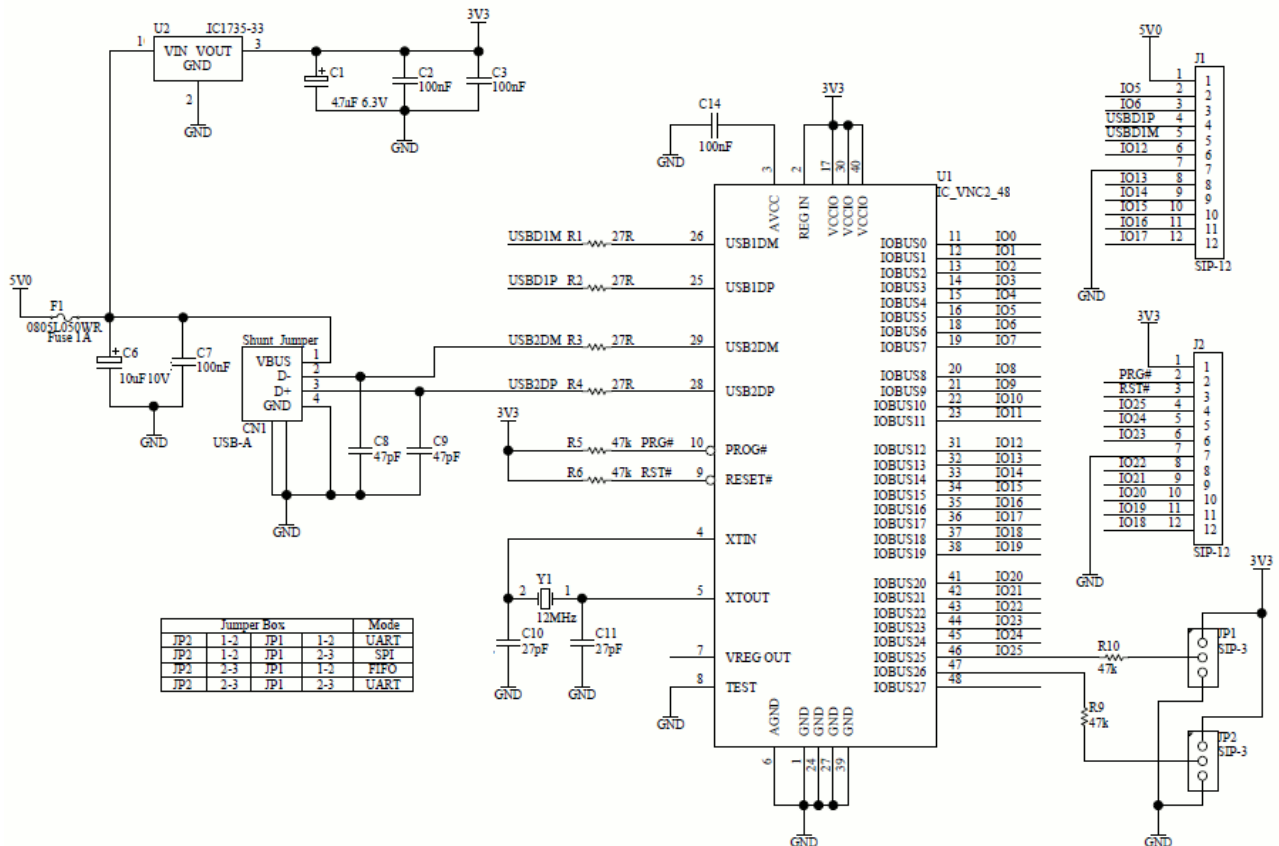 U2 IC1735-33
1 VIN VOUT 3
GND
2
GND
3V3
C1
47uF 6.3V
C2
100nF
C3
100nF
GND
5V0
F1
0805L050WR
Fuse 1A
C6
10uF10V
C7
100nF
GND
Shunt Jumper
VBUS 1
D- 2
D+ 3
GND 4
CN1
USB-A
C8
47pF
C9
47pF
GND
Jumper Box Mode
JP2 1-2 JP1 1-2 UART
JP2 1-2 JP1 2-3 SPI
JP2 2-3 JP1 1-2 FIFO
JP2 2-3 JP1 2-3 UART
C14
100nF
GND
3V3
3 2 17 30 40
AVCC REG IN VCCIO VCCIO VCCIO
U1
IC_VNC2_48
USBD1M R1 27R 26 USB1DM
USBD1P R2 27R 25 USB1DP
USB2DM R3 27R 29 USB2DM
USB2DP R4 27R 28 USB2DP
3V3
R5 47k PRG# 10 PROG#
R6 47k RST# 9 RESET#
4 XTIN
5 XTOUT
2 Y1 1
12MHz
C10
27pF
C11
27pF
GND
GND
7 VREG OUT
8 TEST
GND
AGND GND GND GND GND
6 1 24 27 39
GND
IOBUS0 11 IO0
IOBUS1 12 IO1
IOBUS2 13 IO2
IOBUS3 14 IO3
IOBUS4 15 IO4
IOBUS5 16 IO5
IOBUS6 18 IO6
IOBUS7 19 IO7
IOBUS8 20 IO8
IOBUS9 21 IO9
IOBUS10 22 IO10
IOBUS11 23 IO11
IOBUS12 31 IO12
IOBUS13 32 IO13
IOBUS14 33 IO14
IOBUS15 34 IO15
IOBUS16 35 IO16
IOBUS17 36 IO17
IOBUS18 37 IO18
IOBUS19 38 IO19
IOBUS20 41 IO20
IOBUS21 42 IO21
IOBUS22 43 IO22
IOBUS23 44 IO23
IOBUS24 45 IO24
IOBUS25 46 IO25
IOBUS26 47
IOBUS27 48
5V0
J1
1 1
IO5 2 2
IO6 3 3
USBD1P 4 4
USBD1M 5 5
IO12 6 6
7 7
IO13 8 8
IO14 9 9
IO15 10 10
IO16 11 11
IO17 12 12
SIP-12
GND
3V3
J2
1 1
PRG# 2 2
RST# 3 3
IO25 4 4
IO24 5 5
IO23 6 6
7 7
IO22 8 8
IO21 9 9
IO20 10 10
IO19 11 11
IO18 12 12
SIP-12
GND
3V3
JP1
SIP-3
R10
47k
R9
47k
JP2
SIP-3
GND